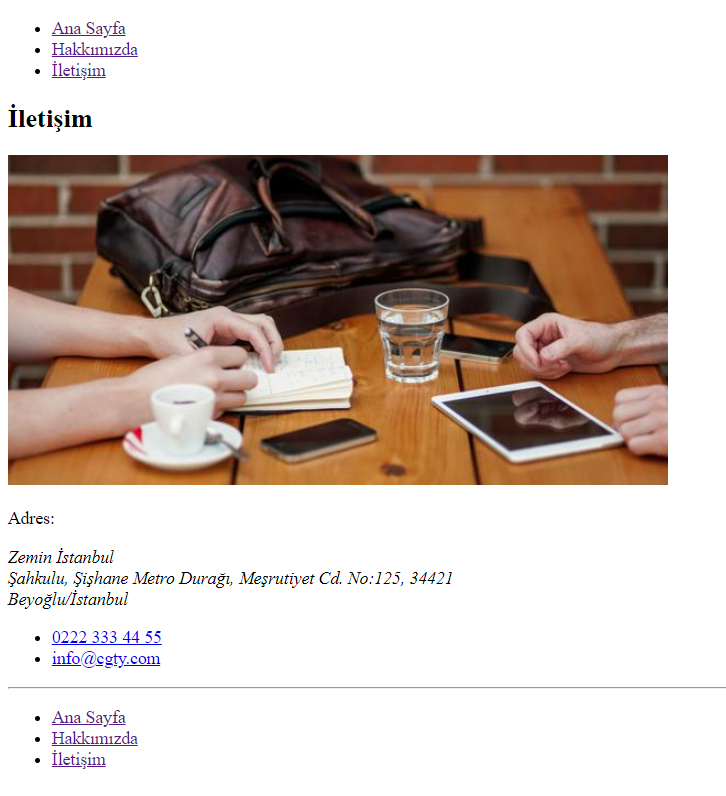 Ana Sayfa
Hakkımızda
İletişim
İletişim
Adres:
Zemin İstanbul
Şahkulu, Şişhane Metro Durağı, Meşrutiyet Cd. No:125, 34421
Beyoğlu/İstanbul
0222 333 44 55
info@cgty.com
Ana Sayfa
Hakkımızda
İletişim